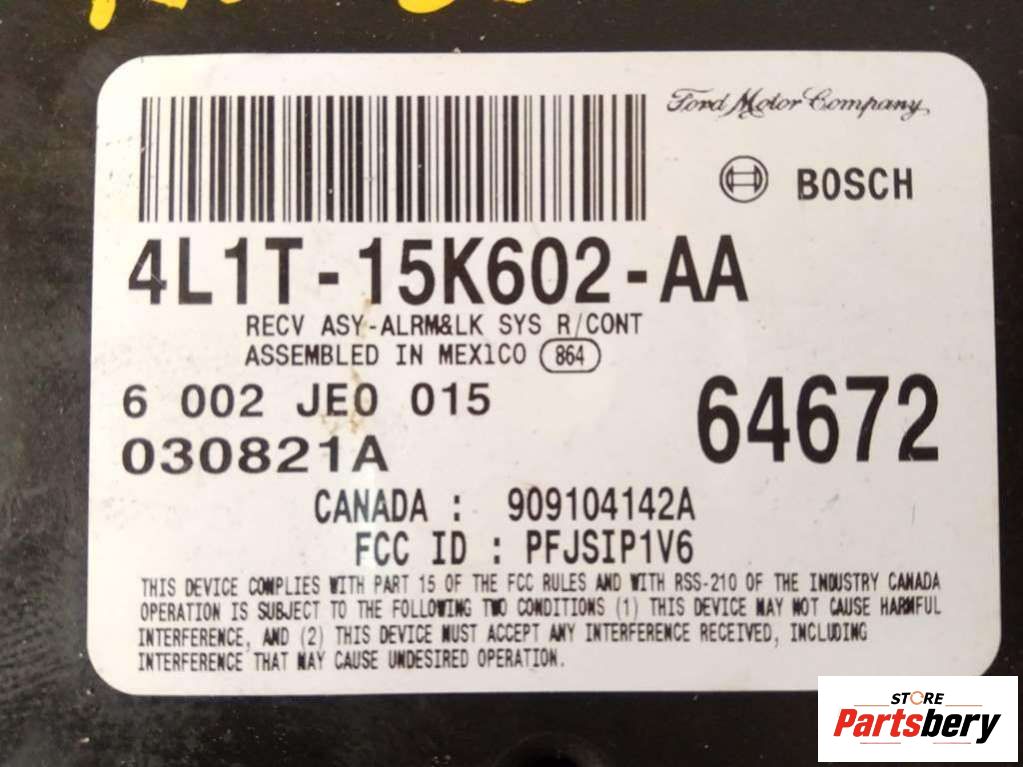 Ford Motor Company
BOSCH
4L1T-15K602-AA
RECV ASY-ALRM&LK SYS R/CONT
ASSEMBLED IN MEX1CO 864
6 002 JE0 015
64672
030821A
CANADA : 909104142A
FCC ID : PFJSIP1V6
THIS DEVICE COMPLIES WITH PART 15 OF THE FCC RULES AND WITH RSS-210 OF THE INDUSTRY CANADA
OPERATION IS SUBJECT TO THE FOLLOWING TWO CONDITIONS (1) THIS DEVICE MAY NOT CAUSE HARMFUL
INTERFERENCE, AND (2) THIS DEVICE MUST ACCEPT ANY INTERFERENCE RECEIVED, INCLUDING
INTERFERENCE THAT MAY CAUSE UNDESIRED OPERATION.
STORE
Partsbery